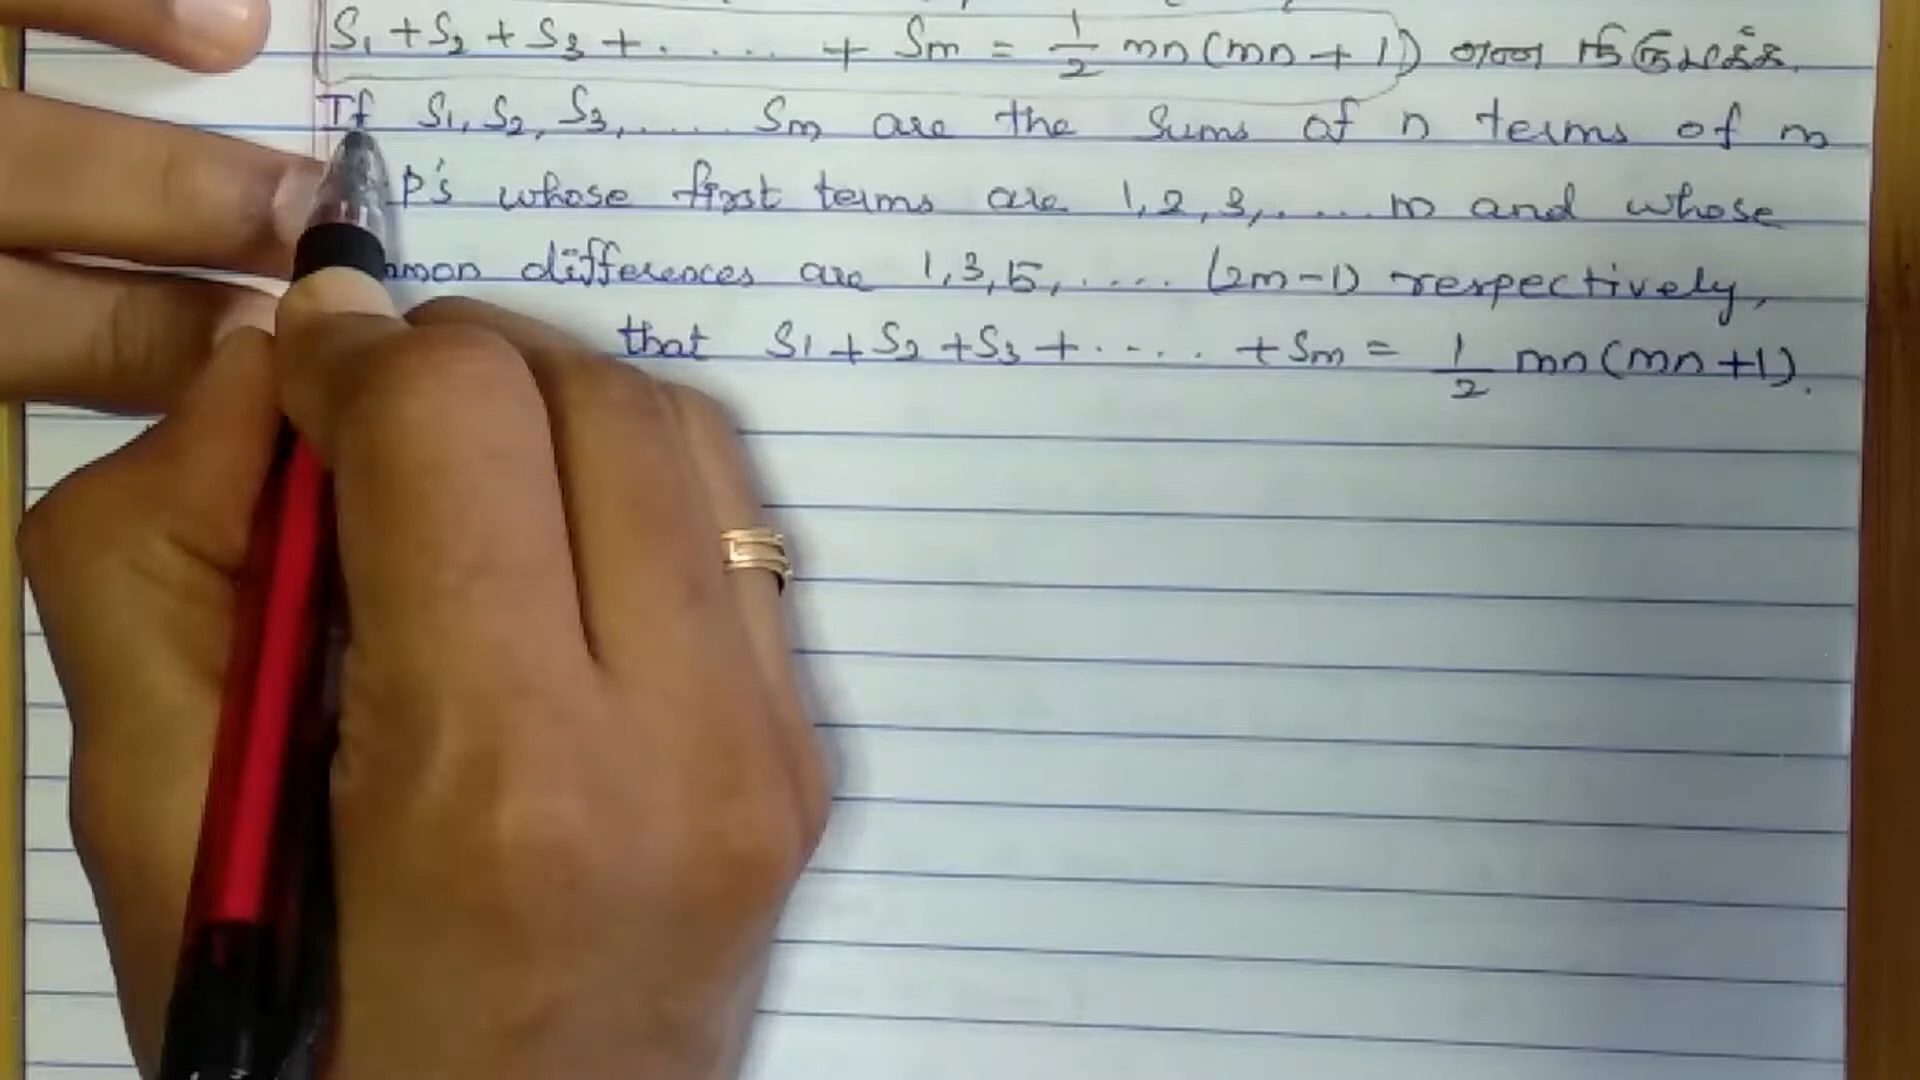 S₁ + S₂ + S₃ + . . . . + Sm = 1/2 mn (mn + 1) என நிரூபிக்க.
If S₁, S₂, S₃, . . . . Sm are the Sums of n terms of m
P's whose first terms are 1, 2, 3, . . . . m and whose
mmon differences are 1, 3, 5, . . . . (2m-1) respectively,
that S₁ + S₂ + S₃ + . . . . + Sm = 1/2 mn (mn + 1).